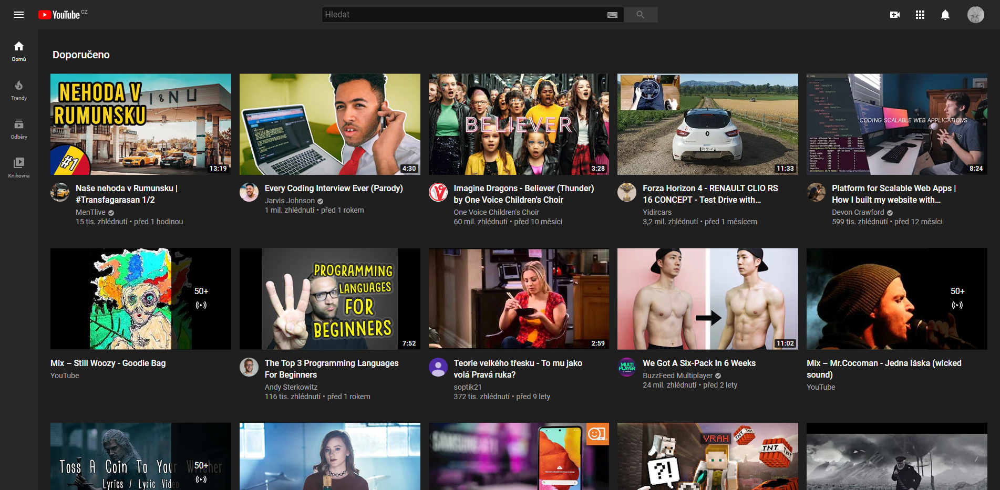 YouTube CZ
Hledat
Domů
Trendy
Odběry
Knihovna
Doporučeno
NEHODA V
RUMUNSKU
I & N U
#1
13:19
4:30
BELIEVER
3:28
11:33
CODING SCALABLE WEB APPLICATIONS
8:24
Naše nehoda v Rumunsku |
#Transfagarasan 1/2
MenTlive
15 tis. zhlédnutí • před 1 hodinou
Every Coding Interview Ever (Parody)
Jarvis Johnson
1 mil. zhlédnutí • před 1 rokem
Imagine Dragons - Believer (Thunder)
by One Voice Children's Choir
One Voice Children's Choir
60 mil. zhlédnutí • před 10 měsíci
Forza Horizon 4 - RENAULT CLIO RS
16 CONCEPT - Test Drive with...
Yidircars
3,2 mil. zhlédnutí • před 1 měsícem
Platform for Scalable Web Apps |
How I built my website with...
Devon Crawford
599 tis. zhlédnutí • před 12 měsíci
50+
PROGRAMMING
LANGUAGES
FOR
BEGINNERS
7:52
2:59
11:02
50+
Mix – Still Woozy - Goodie Bag
YouTube
The Top 3 Programming Languages
For Beginners
Andy Sterkowitz
116 tis. zhlédnutí • před 1 rokem
Teorie velkého třesku - To mu jako
volá Pravá ruka?
soptik21
372 tis. zhlédnutí • před 9 lety
MULTI
PLAYER
We Got A Six-Pack In 6 Weeks
BuzzFeed Multiplayer
24 mil. zhlédnutí • před 2 lety
Mix – Mr.Cocoman - Jedna láska (wicked
sound)
YouTube
Toss A Coin To Your Witcher
Lyrics / Lyric Video
50+
VRAH
TNT
TNT
TNT
TNT
?!